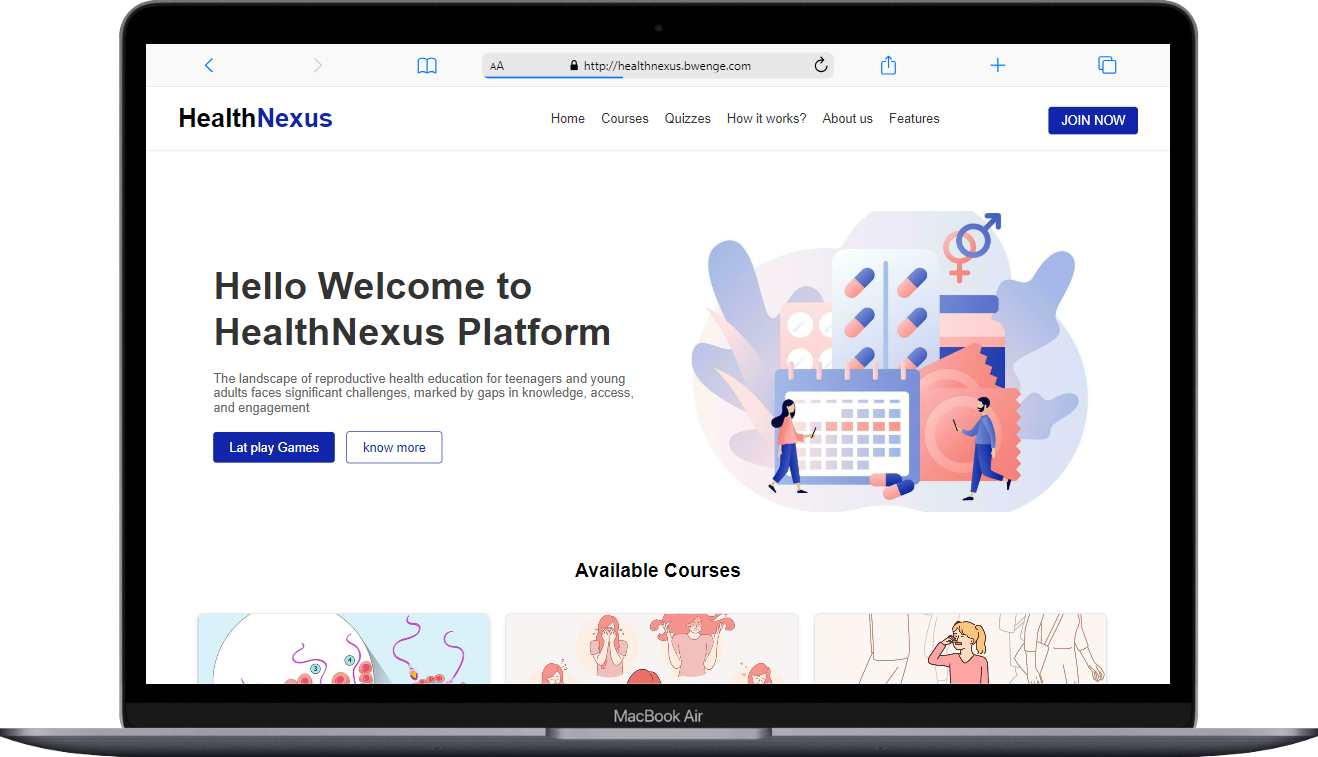 AA http://healthnexus.bwenge.com
HealthNexus Home Courses Quizzes How it works? About us Features JOIN NOW
Hello Welcome to
HealthNexus Platform
The landscape of reproductive health education for teenagers and young
adults faces significant challenges, marked by gaps in knowledge, access,
and engagement
Lat play Games know more
Available Courses
3 4
MacBook Air